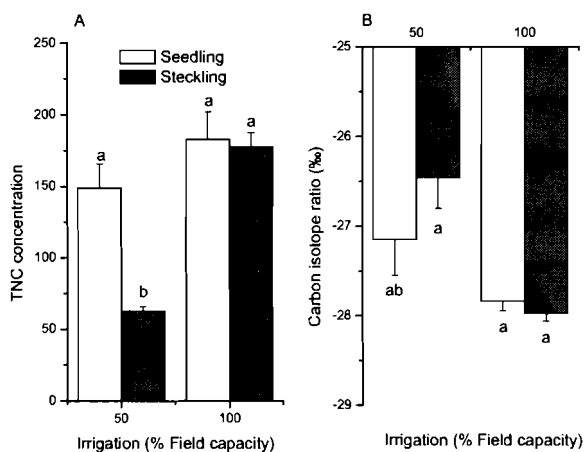 A
250
200
150
100
50
0
TNC concentration
Seedling
Steckling
a
b
a
a
50
100
Irrigation (% Field capacity)
B
50
100
-25
-26
-27
-28
-29
Carbon isotope ratio (‰)
ab
a
a
a
Irrigation (% Field capacity)